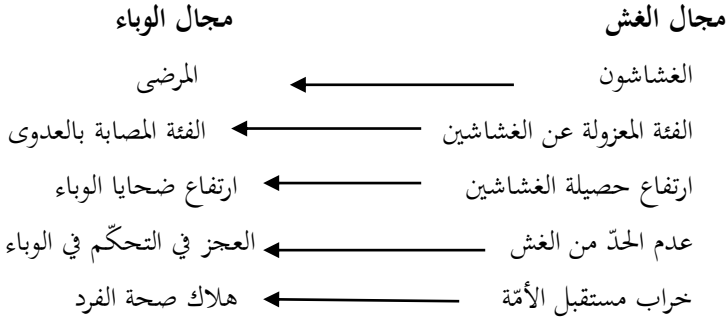 مجال الغش مجال الوباء
الغشاشون المرضى
الفئة المعزولة عن الغشاشين الفئة المصابة بالعدوى
ارتفاع حصيلة الغشاشين ارتفاع ضحايا الوباء
عدم الحدّ من الغش العجز في التحكّم في الوباء
خراب مستقبل الأمّة هلاك صحة الفرد